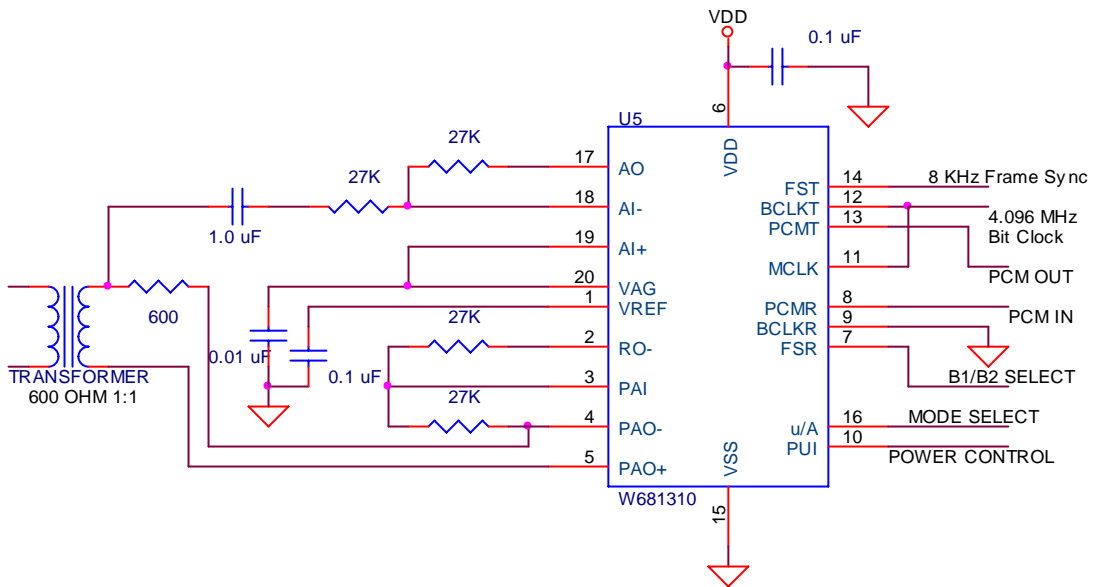 VDD
0.1 uF
6
U5
27K
17
AO
VDD
27K
FST
14
8 KHz Frame Sync
18
AI-
BCLKT
12
1.0 uF
PCMT
13
4.096 MHz
Bit Clock
19
AI+
MCLK
11
PCM OUT
20
VAG
600
1
VREF
PCMR
8
PCM IN
27K
BCLKR
9
0.01 uF
2
RO-
FSR
7
TRANSFORMER
0.1 uF
B1/B2 SELECT
600 OHM 1:1
3
PAI
27K
4
PAO-
u/A
16
MODE SELECT
PUI
10
POWER CONTROL
5
PAO+
VSS
W681310
15